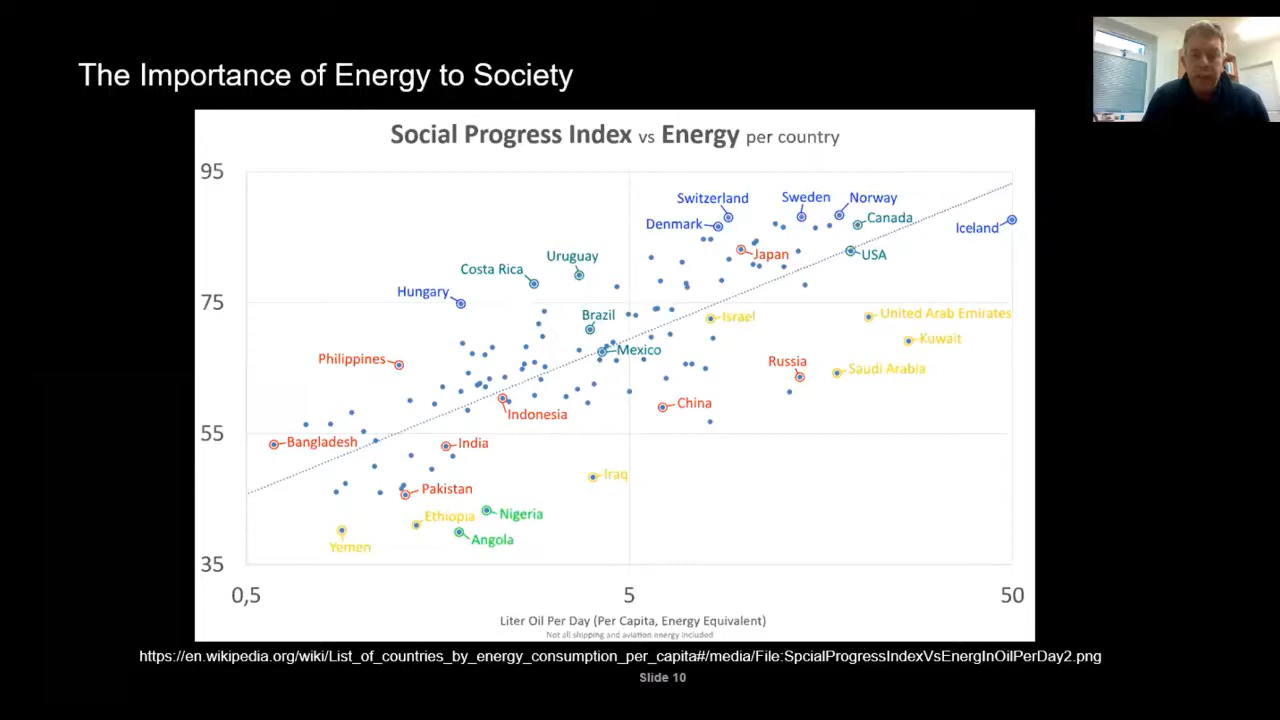 The Importance of Energy to Society
Social Progress Index vs Energy per country
95
Switzerland
Sweden
Norway
Denmark
Canada
Iceland
Japan
USA
Uruguay
Costa Rica
Hungary
75
Brazil
Israel
United Arab Emirates
Mexico
Kuwait
Philippines
Russia
Saudi Arabia
China
Indonesia
55
Bangladesh
India
Iraq
Pakistan
Ethiopia
Nigeria
Angola
Yemen
35
0,5
5
50
Liter Oil Per Day (Per Capita, Energy Equivalent)
Not all shipping and aviation energy included
https://en.wikipedia.org/wiki/List_of_countries_by_energy_consumption_per_capita#/media/File:SpcialProgressIndexVsEnergInOilPerDay2.png
Slide 10